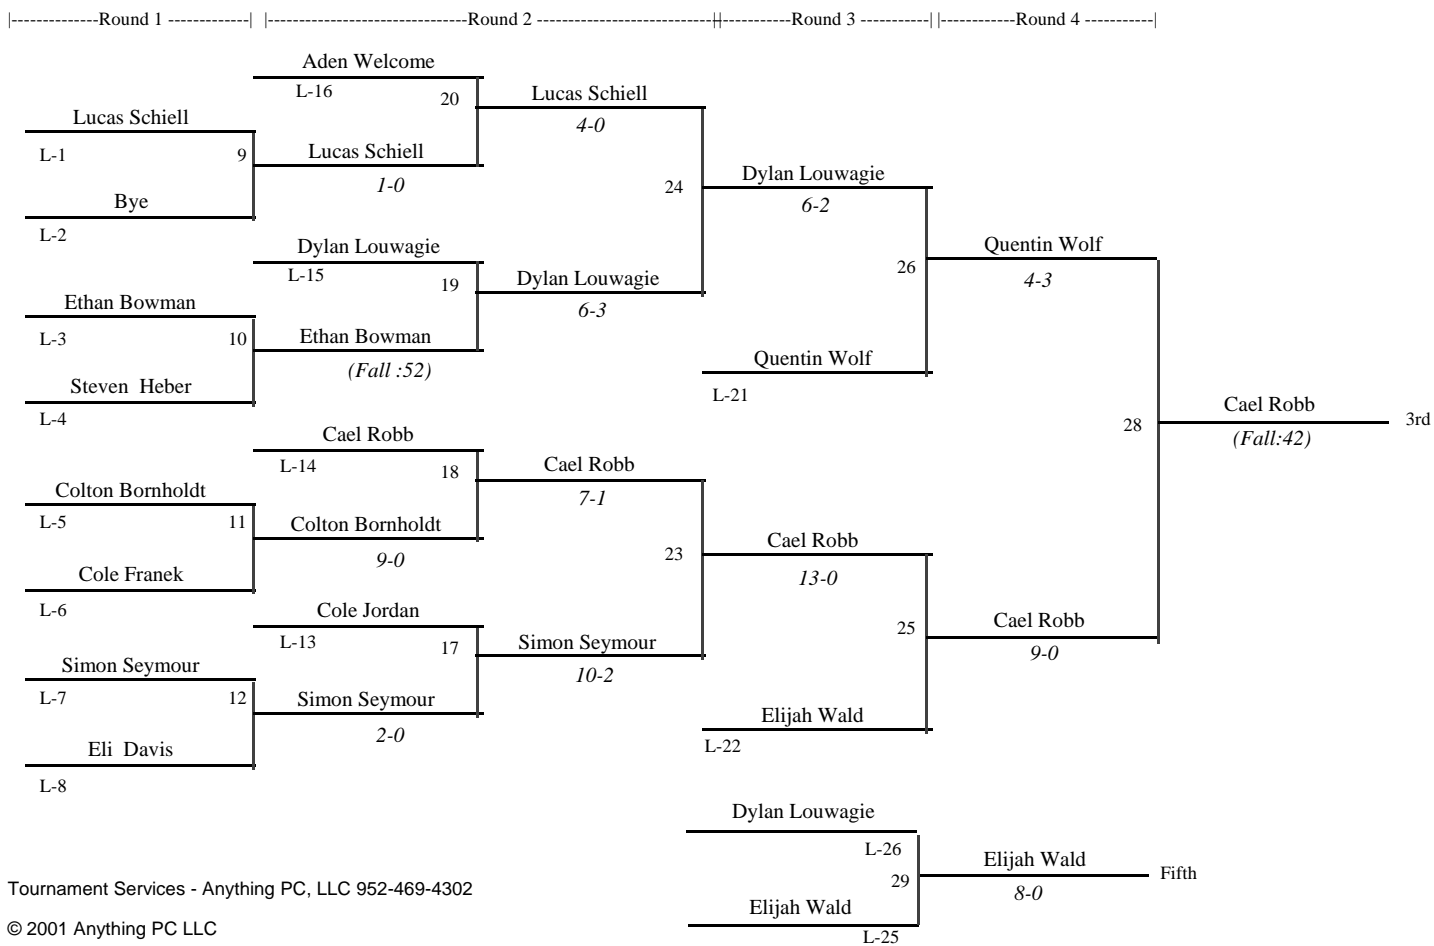 |--------------Round 1 -------------| |-------------------------------Round 2 ----------------------------||------------Round 3 ------------| |------------Round 4 -----------|
Aden Welcome
L-16
20
Lucas Schiell
4-0
Lucas Schiell
L-1
9
Lucas Schiell
1-0
Bye
L-2
24
Dylan Louwagie
6-2
Dylan Louwagie
L-15
19
Dylan Louwagie
6-3
Quentin Wolf
4-3
26
Ethan Bowman
L-3
10
Ethan Bowman
(Fall :52)
Steven  Heber
L-4
Quentin Wolf
L-21
Cael Robb
L-14
18
Cael Robb
7-1
28
Cael Robb
(Fall:42)
3rd
Colton Bornholdt
L-5
11
Colton Bornholdt
9-0
Cole Franek
L-6
23
Cael Robb
13-0
Cole Jordan
L-13
17
Simon Seymour
10-2
25
Cael Robb
9-0
Simon Seymour
L-7
12
Simon Seymour
2-0
Eli  Davis
L-8
Elijah Wald
L-22
Dylan Louwagie
L-26
29
Elijah Wald
8-0
Fifth
Elijah Wald
L-25
Tournament Services - Anything PC, LLC 952-469-4302
© 2001 Anything PC LLC